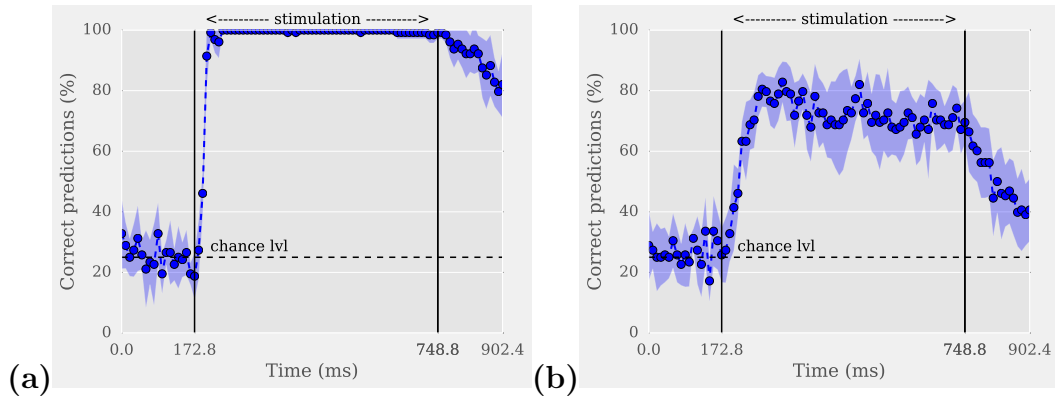 <-------- stimulation -------->
100
80
60
40
20
0
Correct predictions (%)
chance lvl
0.0 172.8 748.8 902.4
Time (ms)
(a)
<-------- stimulation -------->
100
80
60
40
20
0
Correct predictions (%)
chance lvl
0.0 172.8 748.8 902.4
Time (ms)
(b)